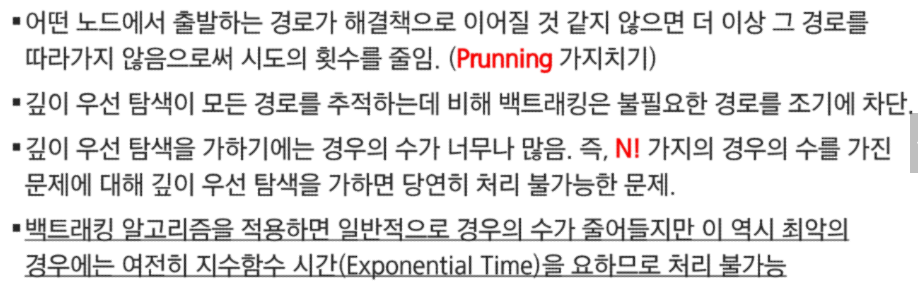 ▪어떤 노드에서 출발하는 경로가 해결책으로 이어질 것 같지 않으면 더 이상 그 경로를
따라가지 않음으로써 시도의 횟수를 줄임. (Prunning 가지치기)
▪깊이 우선 탐색이 모든 경로를 추적하는데 비해 백트래킹은 불필요한 경로를 조기에 차단.
▪깊이 우선 탐색을 가하기에는 경우의 수가 너무나 많음. 즉, N! 가지의 경우의 수를 가진
문제에 대해 깊이 우선 탐색을 가하면 당연히 처리 불가능한 문제.
▪백트래킹 알고리즘을 적용하면 일반적으로 경우의 수가 줄어들지만 이 역시 최악의
경우에는 여전히 지수함수 시간(Exponential Time)을 요하므로 처리 불가능